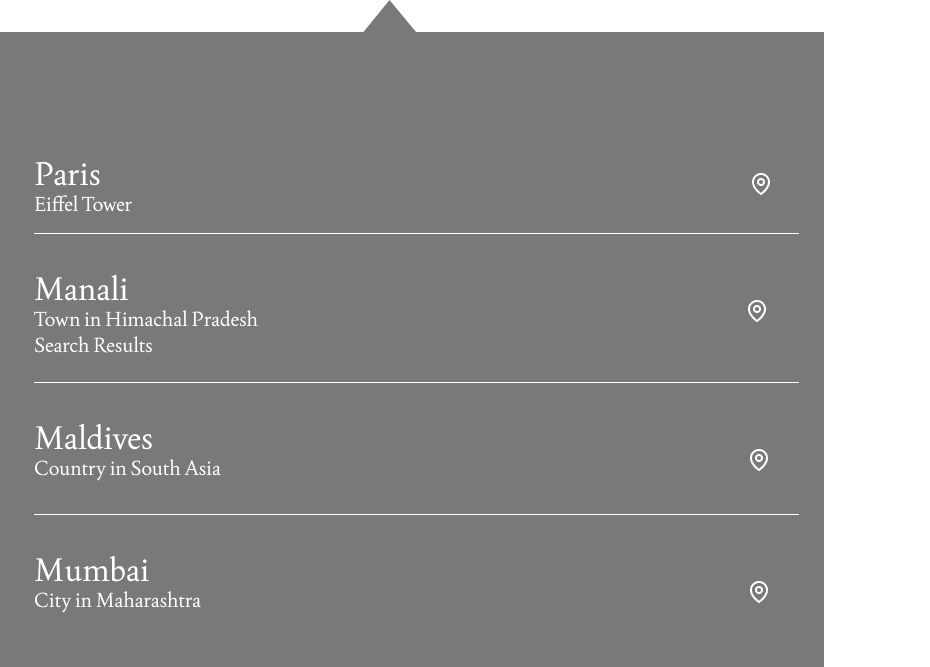 Paris
Eiffel Tower
Manali
Town in Himachal Pradesh
Search Results
Maldives
Country in South Asia
Mumbai
City in Maharashtra